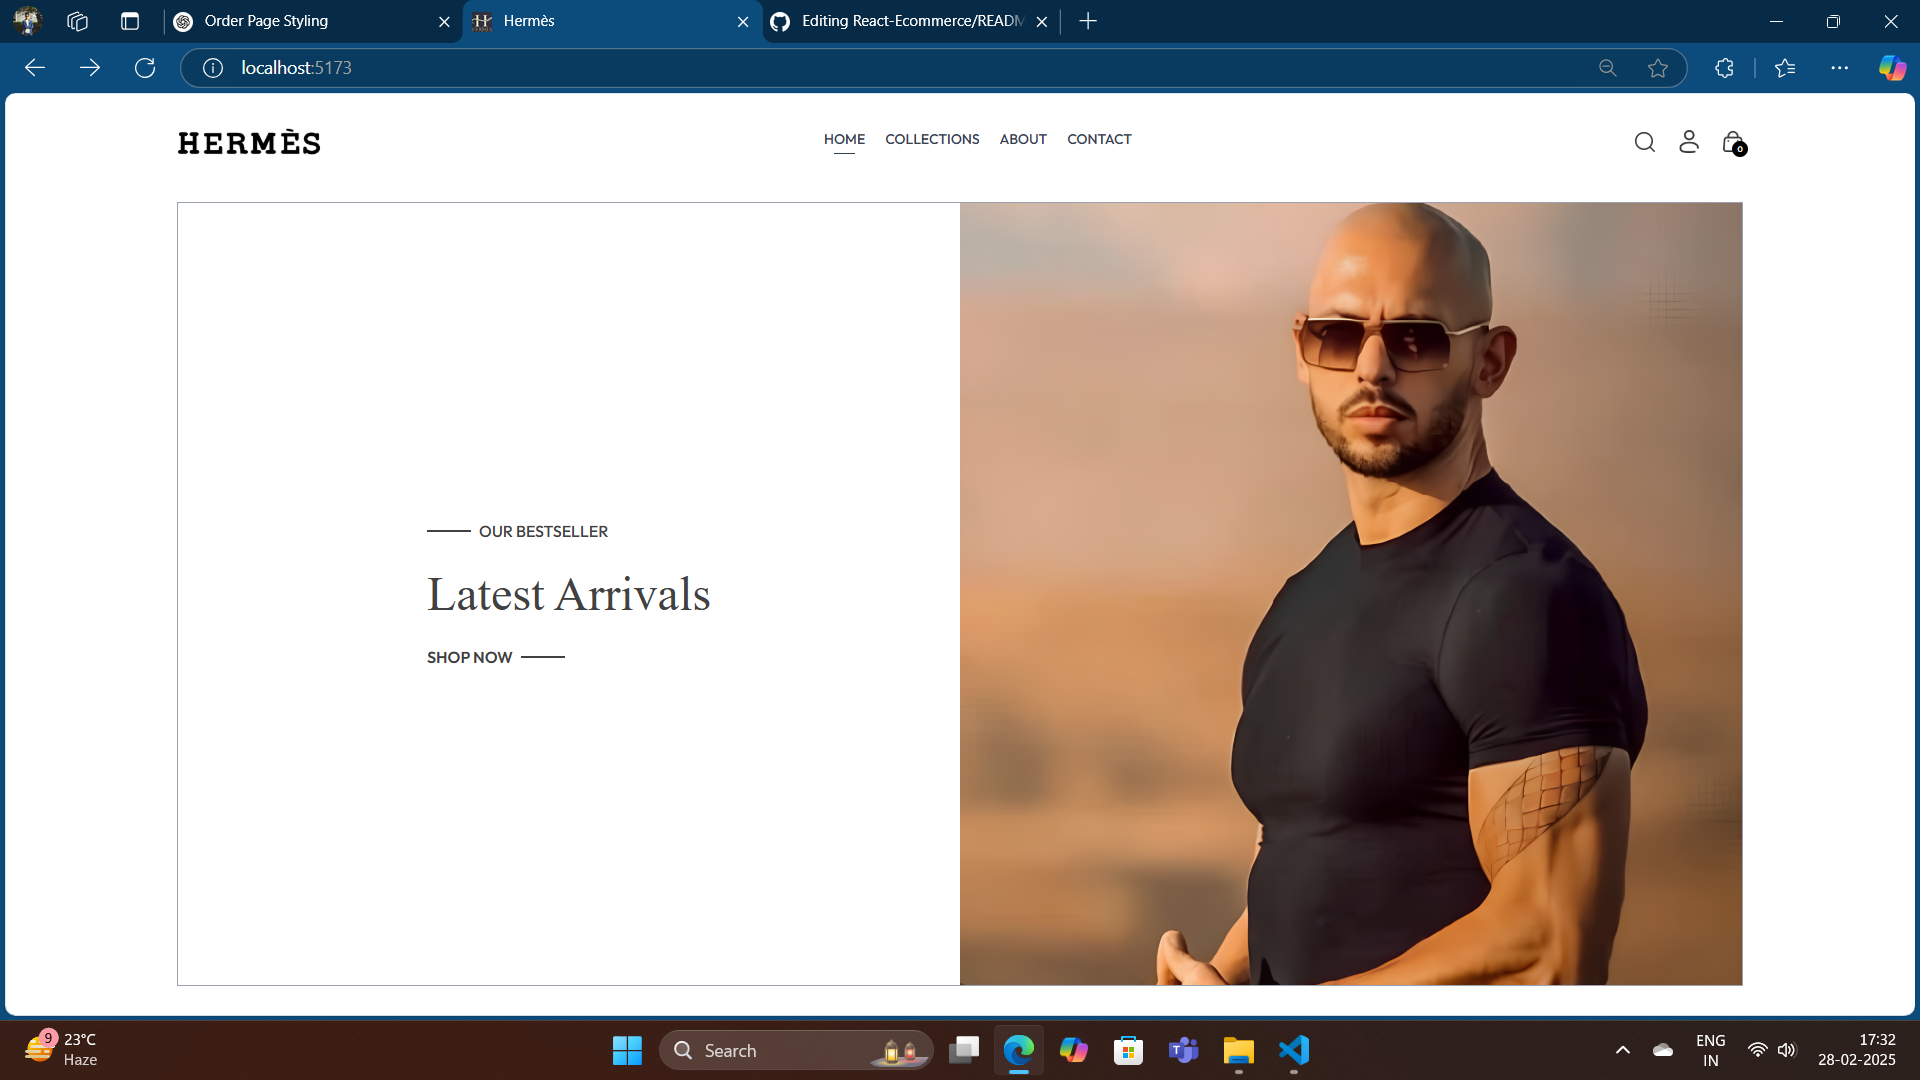 Order Page Styling
Hermès
Editing React-Ecommerce/READM
localhost:5173
HERMÈS
HOME
COLLECTIONS
ABOUT
CONTACT
0
OUR BESTSELLER
Latest Arrivals
SHOP NOW
9
23°C
Haze
Search
ENG
IN
17:32
28-02-2025